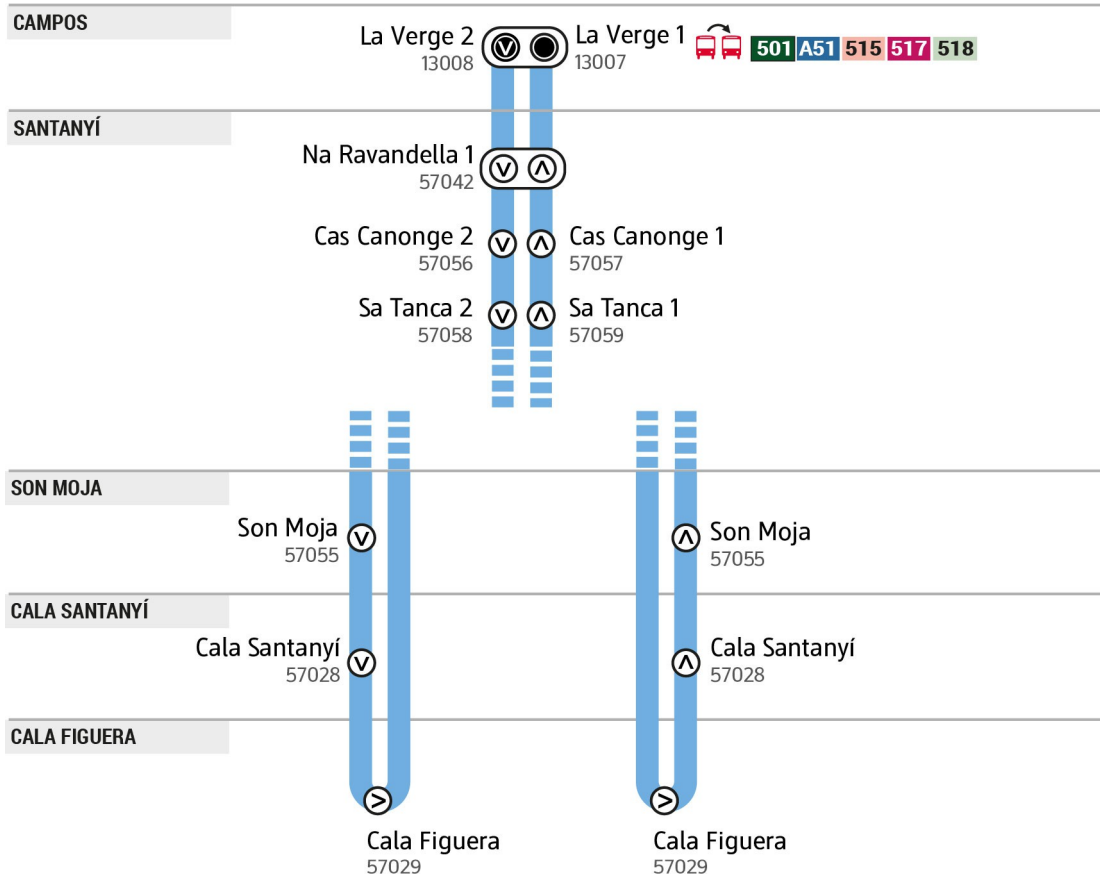 CAMPOS
La Verge 2
13008
La Verge 1
13007
501 A51 515 517 518
SANTANYÍ
Na Ravandella 1
57042
Cas Canonge 2
57056
Cas Canonge 1
57057
Sa Tanca 2
57058
Sa Tanca 1
57059
SON MOJA
Son Moja
57055
Son Moja
57055
CALA SANTANYÍ
Cala Santanyí
57028
Cala Santanyí
57028
CALA FIGUERA
Cala Figuera
57029
Cala Figuera
57029